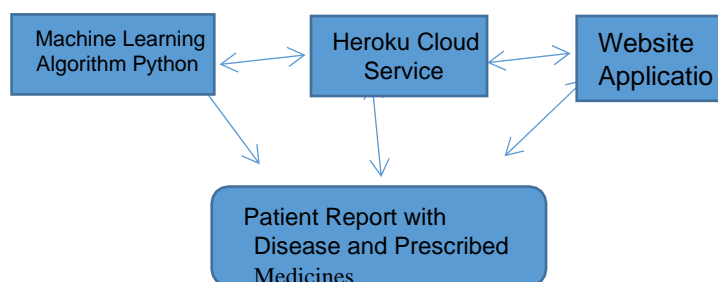 Machine Learning
Algorithm Python
Heroku Cloud
Service
Website
Applicatio
Patient Report with
Disease and Prescribed
Medicines